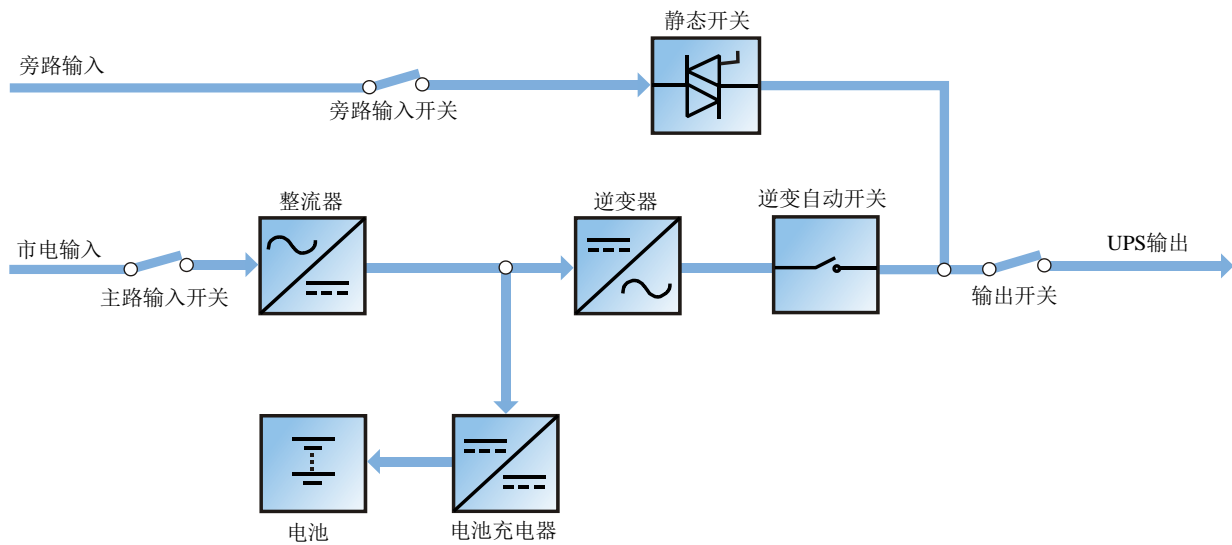 静态开关
旁路输入
旁路输入开关
整流器
逆变器
逆变自动开关
市电输入
UPS输出
主路输入开关
输出开关
电池
电池充电器